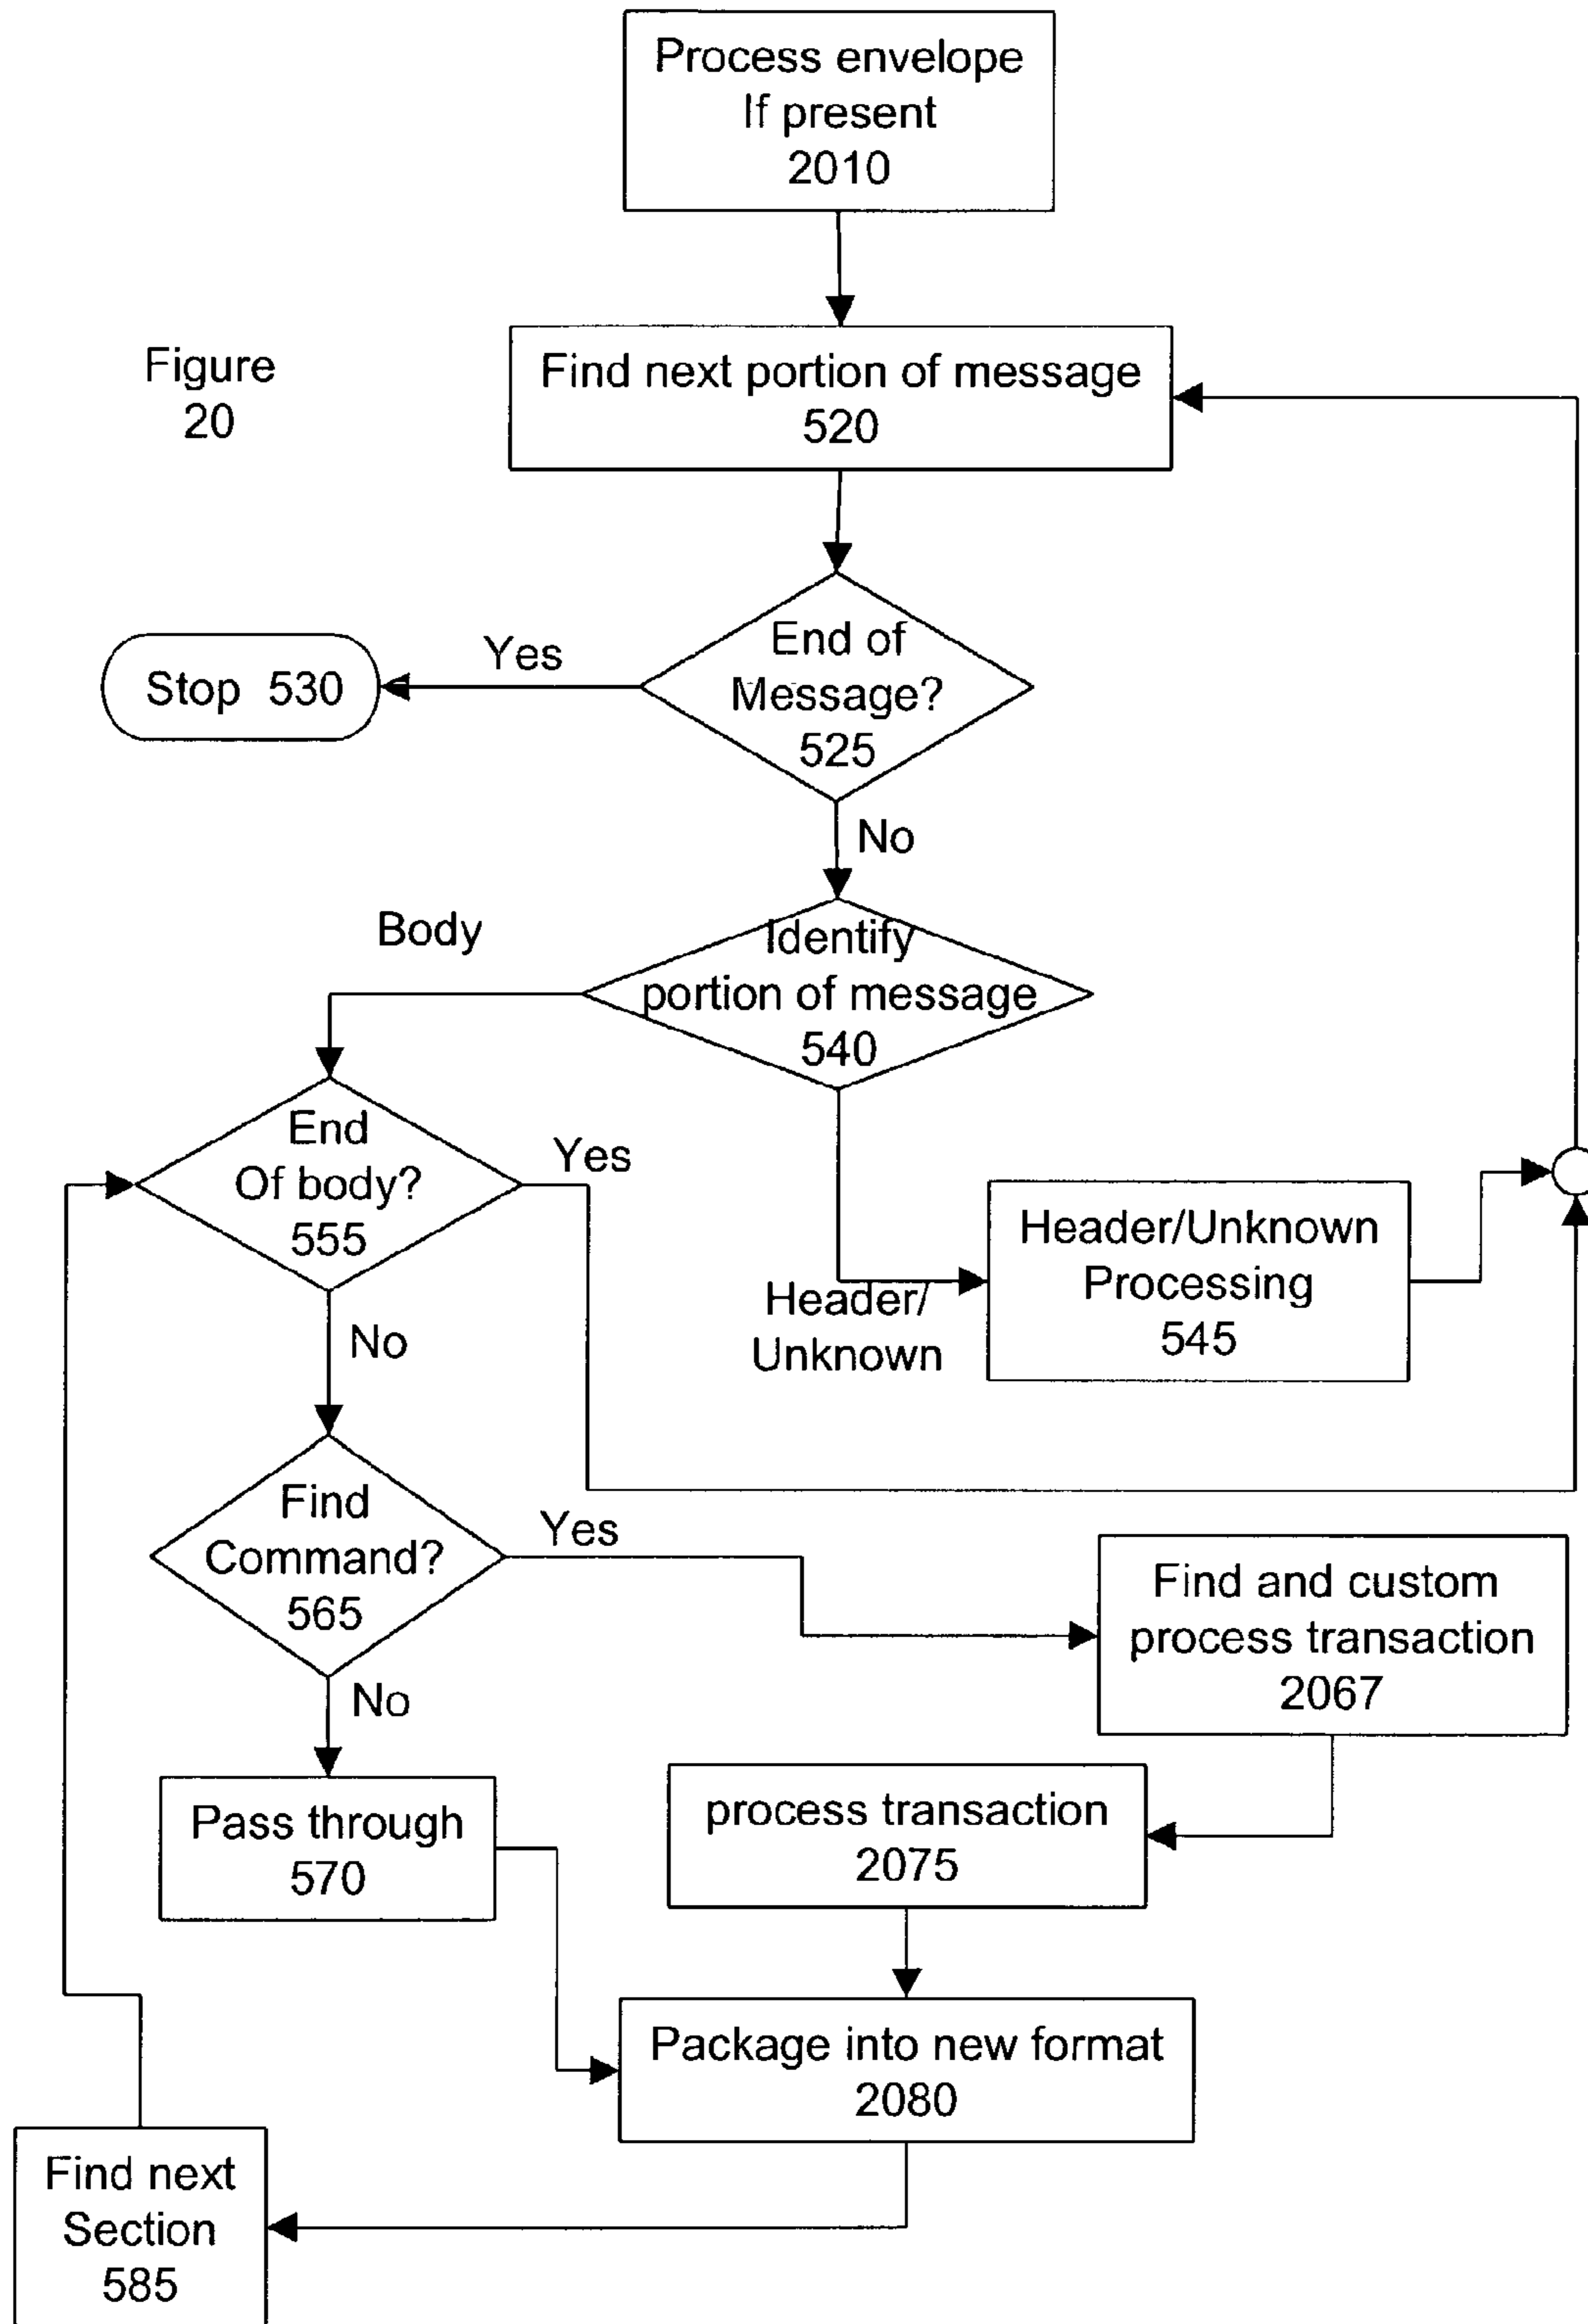 Process envelope
If present
2010
Figure
20
Find next portion of message
520
End of
Message?
525
Yes
Stop 530
No
Identify
portion of message
540
Body
End
Of body?
555
Yes
Header/Unknown
Processing
545
Header/
Unknown
No
Find
Command?
565
Yes
Find and custom
process transaction
2067
No
Pass through
570
process transaction
2075
Package into new format
2080
Find next
Section
585